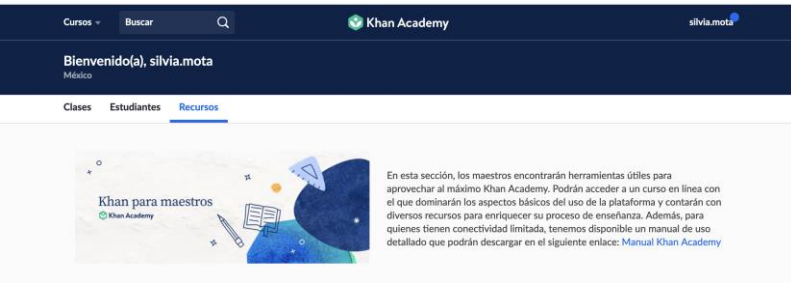 Cursos Buscar Khan Academy silvia.mota
Bienvenido(a), silvia.mota
México
Clases Estudiantes Recursos
Khan para maestros
Khan Academy
En esta sección, los maestros encontrarán herramientas útiles para
aprovechar al máximo Khan Academy. Podrán acceder a un curso en línea con
el que dominarán los aspectos básicos del uso de la plataforma y contarán con
diversos recursos para enriquecer su proceso de enseñanza. Además, para
quienes tienen conectividad limitada, tenemos disponible un manual de uso
detallado que podrán descargar en el siguiente enlace: Manual Khan Academy